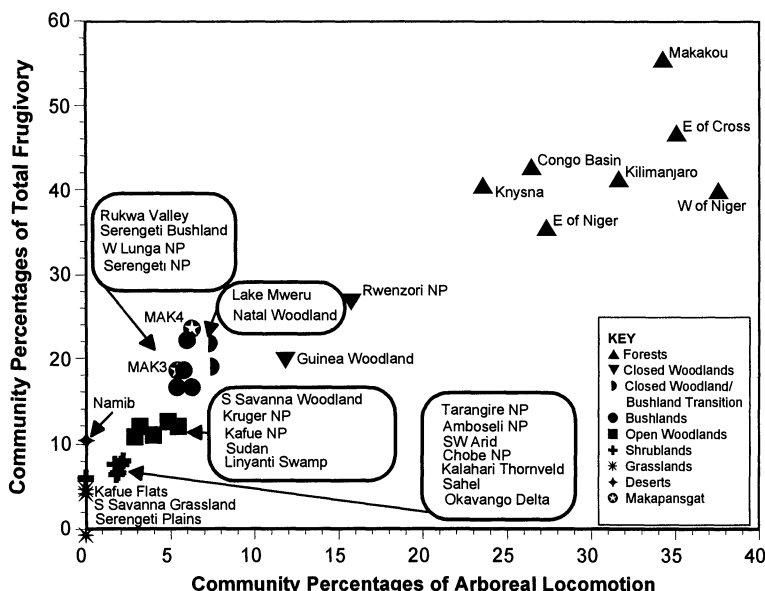 Community Percentages of Total Frugivory
60
50
40
30
20
10
0
Makakou
E of Cross
Congo Basin
Kilimanjaro
Knysna
W of Niger
E of Niger
Rukwa Valley
Serengeti Bushland
W Lunga NP
Serengeti NP
Lake Mweru
Natal Woodland
Rwenzori NP
MAK4
MAK3
Guinea Woodland
Namib
S Savanna Woodland
Kruger NP
Kafue NP
Sudan
Linyanti Swamp
Tarangire NP
Amboseli NP
SW Arid
Chobe NP
Kalahari Thornveld
Sahel
Okavango Delta
Kafue Flats
S Savanna Grassland
Serengeti Plains
KEY
Forests
Closed Woodlands
Closed Woodland/
Bushland Transition
Bushlands
Open Woodlands
Shrublands
Grasslands
Deserts
Makapansgat
0 5 10 15 20 25 30 35 40
Community Percentages of Arboreal Locomotion